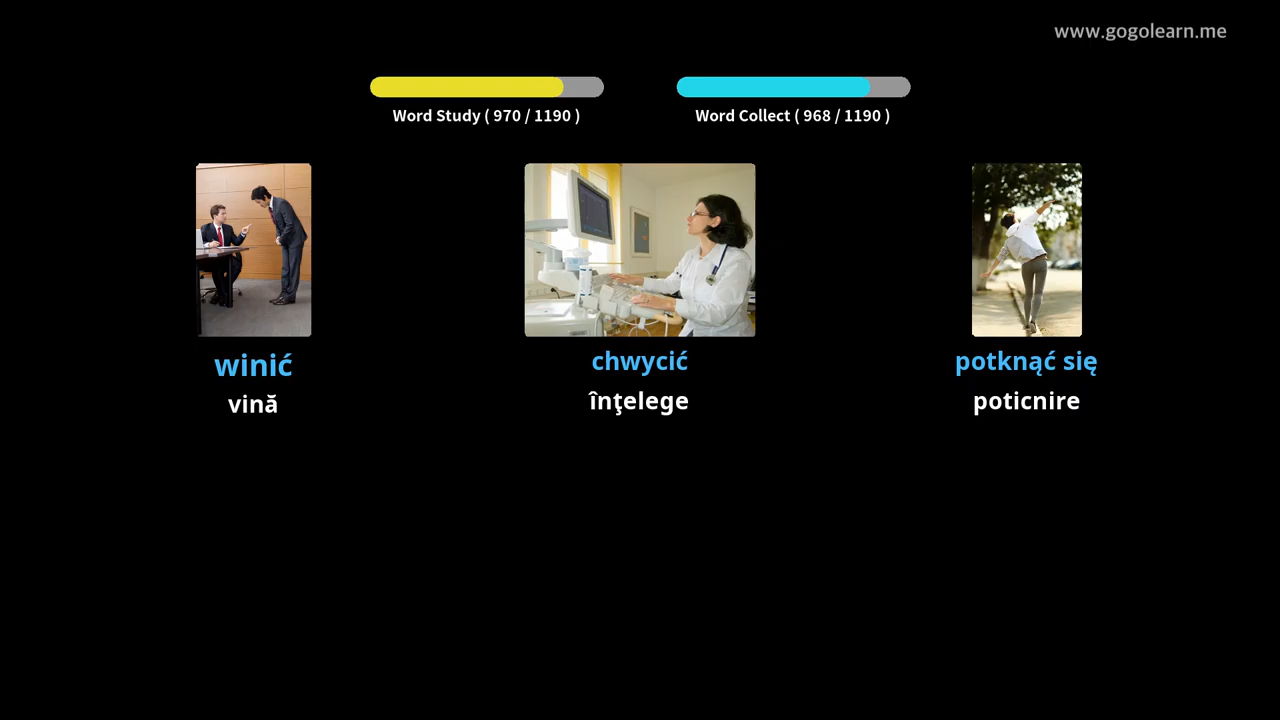 www.gogolearn.me
Word Study ( 970 / 1190 )
Word Collect ( 968 / 1190 )
winić
chwycić
potknąć się
vină
înţelege
poticnire